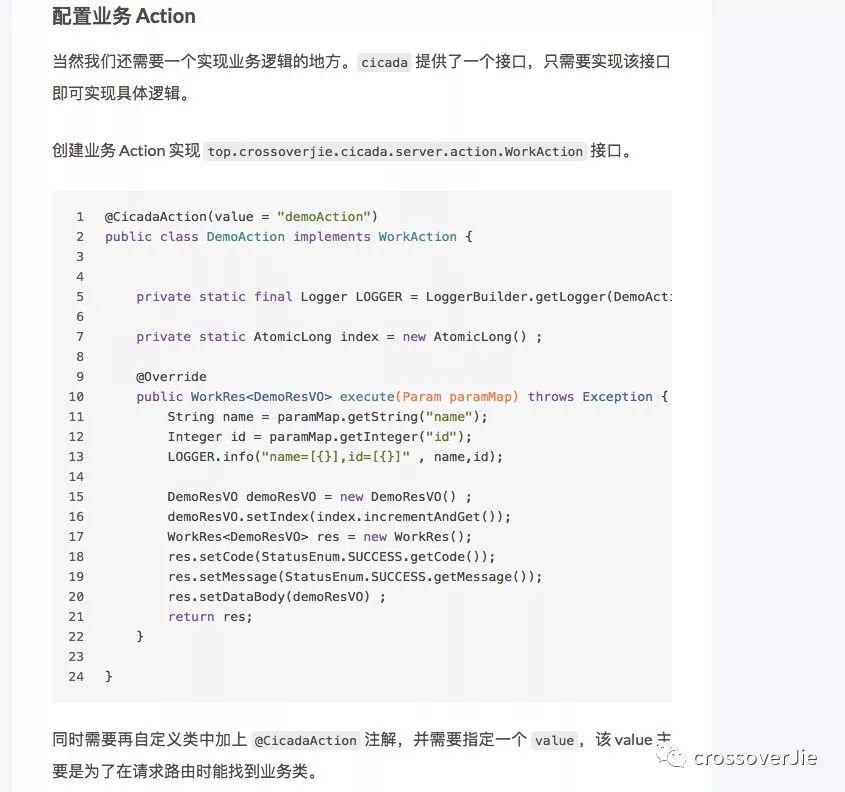 配置业务 Action
当然我们还需要一个实现业务逻辑的地方。cicada 提供了一个接口，只需要实现该接口
即可实现具体逻辑。
创建业务 Action 实现 top.crossoverjie.cicada.server.action.WorkAction 接口。
1 @CicadaAction(value = "demoAction")
2 public class DemoAction implements WorkAction {
3
4
5     private static final Logger LOGGER = LoggerBuilder.getLogger(DemoActi
6
7     private static AtomicLong index = new AtomicLong() ;
8
9     @Override
10     public WorkRes<DemoResVO> execute(Param paramMap) throws Exception {
11         String name = paramMap.getString("name");
12         Integer id = paramMap.getInteger("id");
13         LOGGER.info("name=[{}],id=[{}]" , name,id);
14
15         DemoResVO demoResVO = new DemoResVO() ;
16         demoResVO.setIndex(index.incrementAndGet());
17         WorkRes<DemoResVO> res = new WorkRes();
18         res.setCode(StatusEnum.SUCCESS.getCode());
19         res.setMessage(StatusEnum.SUCCESS.getMessage());
20         res.setDataBody(demoResVO) ;
21         return res;
22     }
23
24 }
同时需要再自定义类中加上 @CicadaAction 注解，并需要指定一个 value，该 value 主
要是为了在请求路由时能找到业务类。
crossoverJie